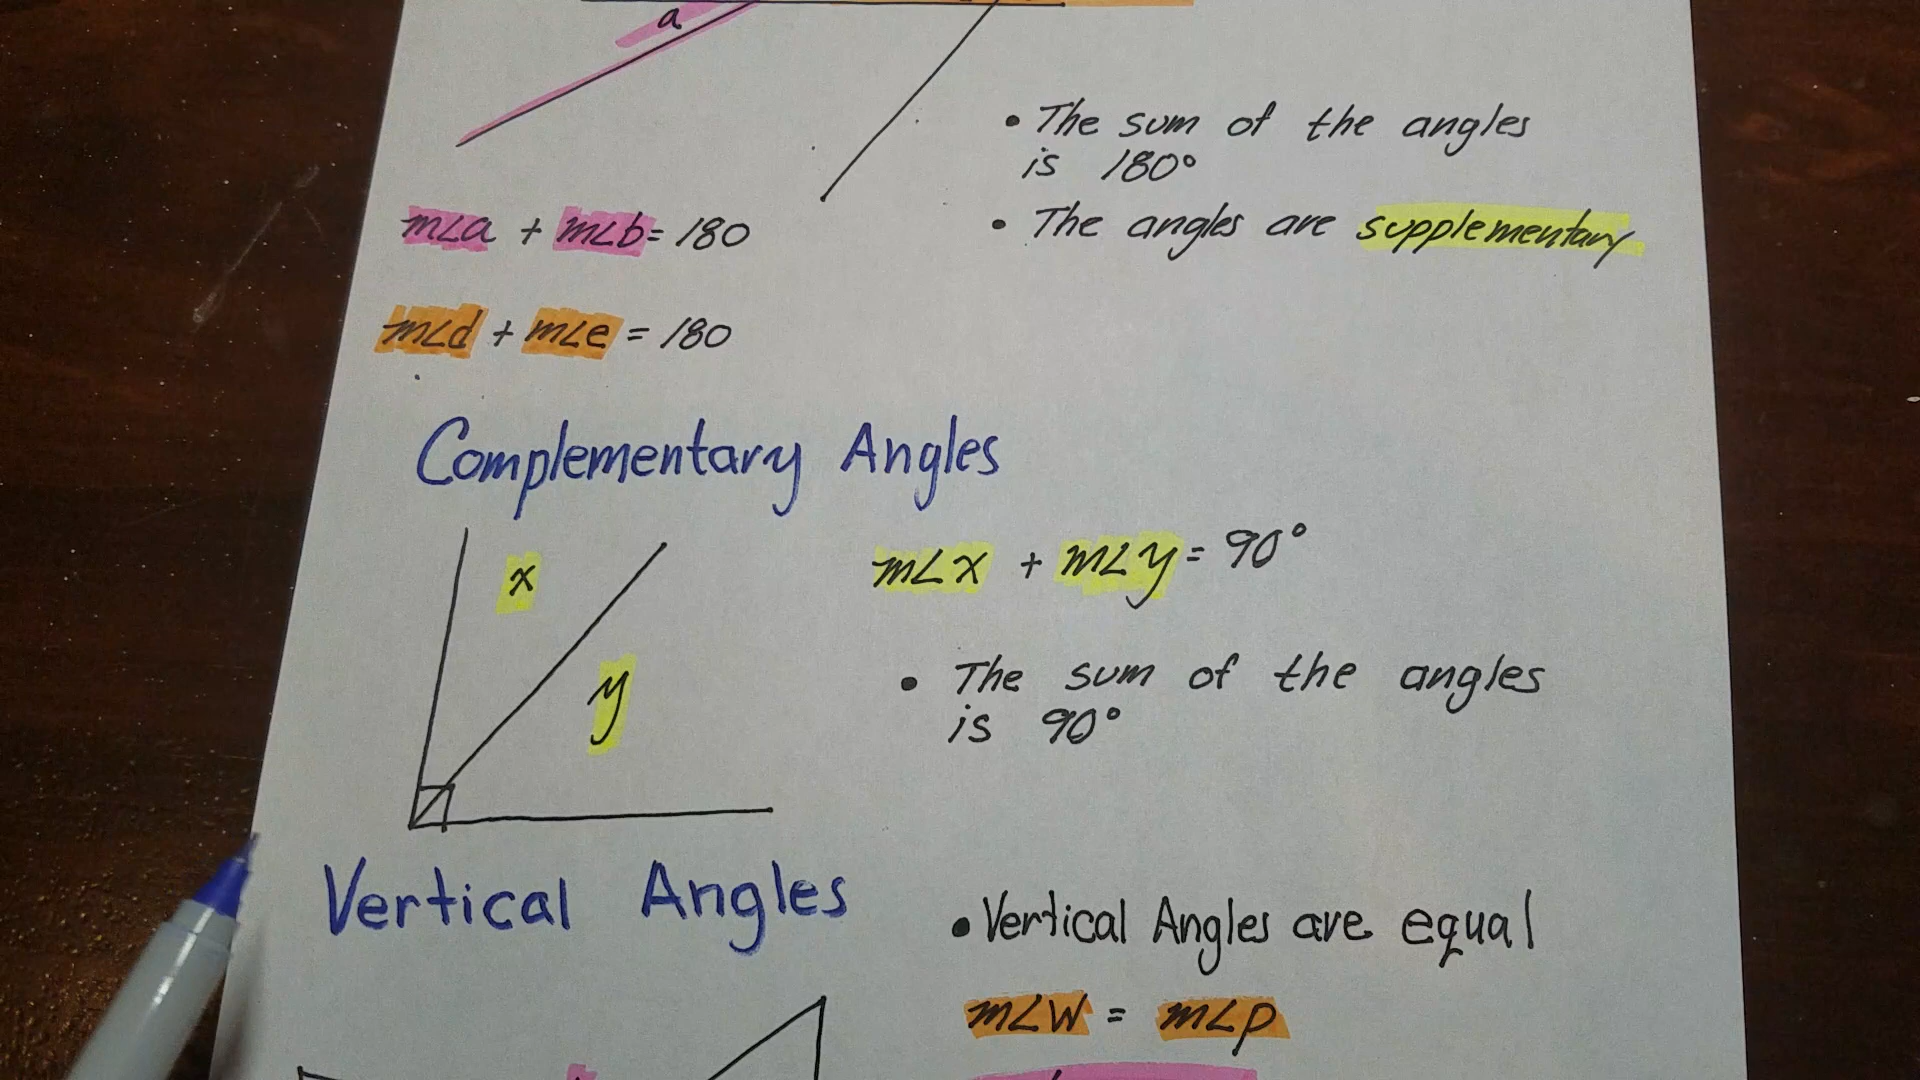 a
• The sum of the angles
is 180°
m∠a + m∠b = 180
• The angles are supplementary
m∠d + m∠e = 180
Complementary Angles
x
m∠x + m∠y = 90°
y
• The sum of the angles
is 90°
Vertical Angles
• Vertical Angles are equal
m∠w = m∠p